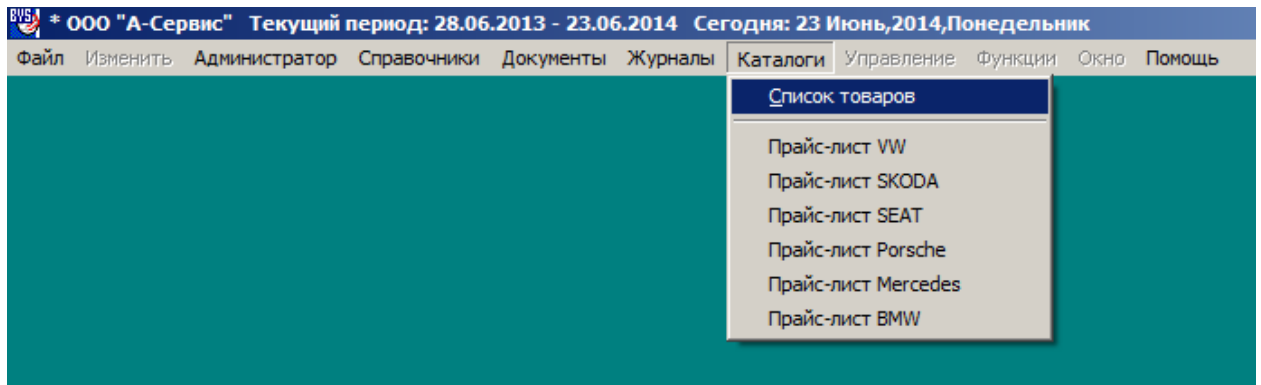 BVS * ООО "А-Сервис" Текущий период: 28.06.2013 - 23.06.2014 Сегодня: 23 Июнь,2014,Понедельник
Файл Изменить Администратор Справочники Документы Журналы Каталоги Управление Функции Окно Помощь
Список товаров
Прайс-лист VW
Прайс-лист SKODA
Прайс-лист SEAT
Прайс-лист Porsche
Прайс-лист Mercedes
Прайс-лист BMW